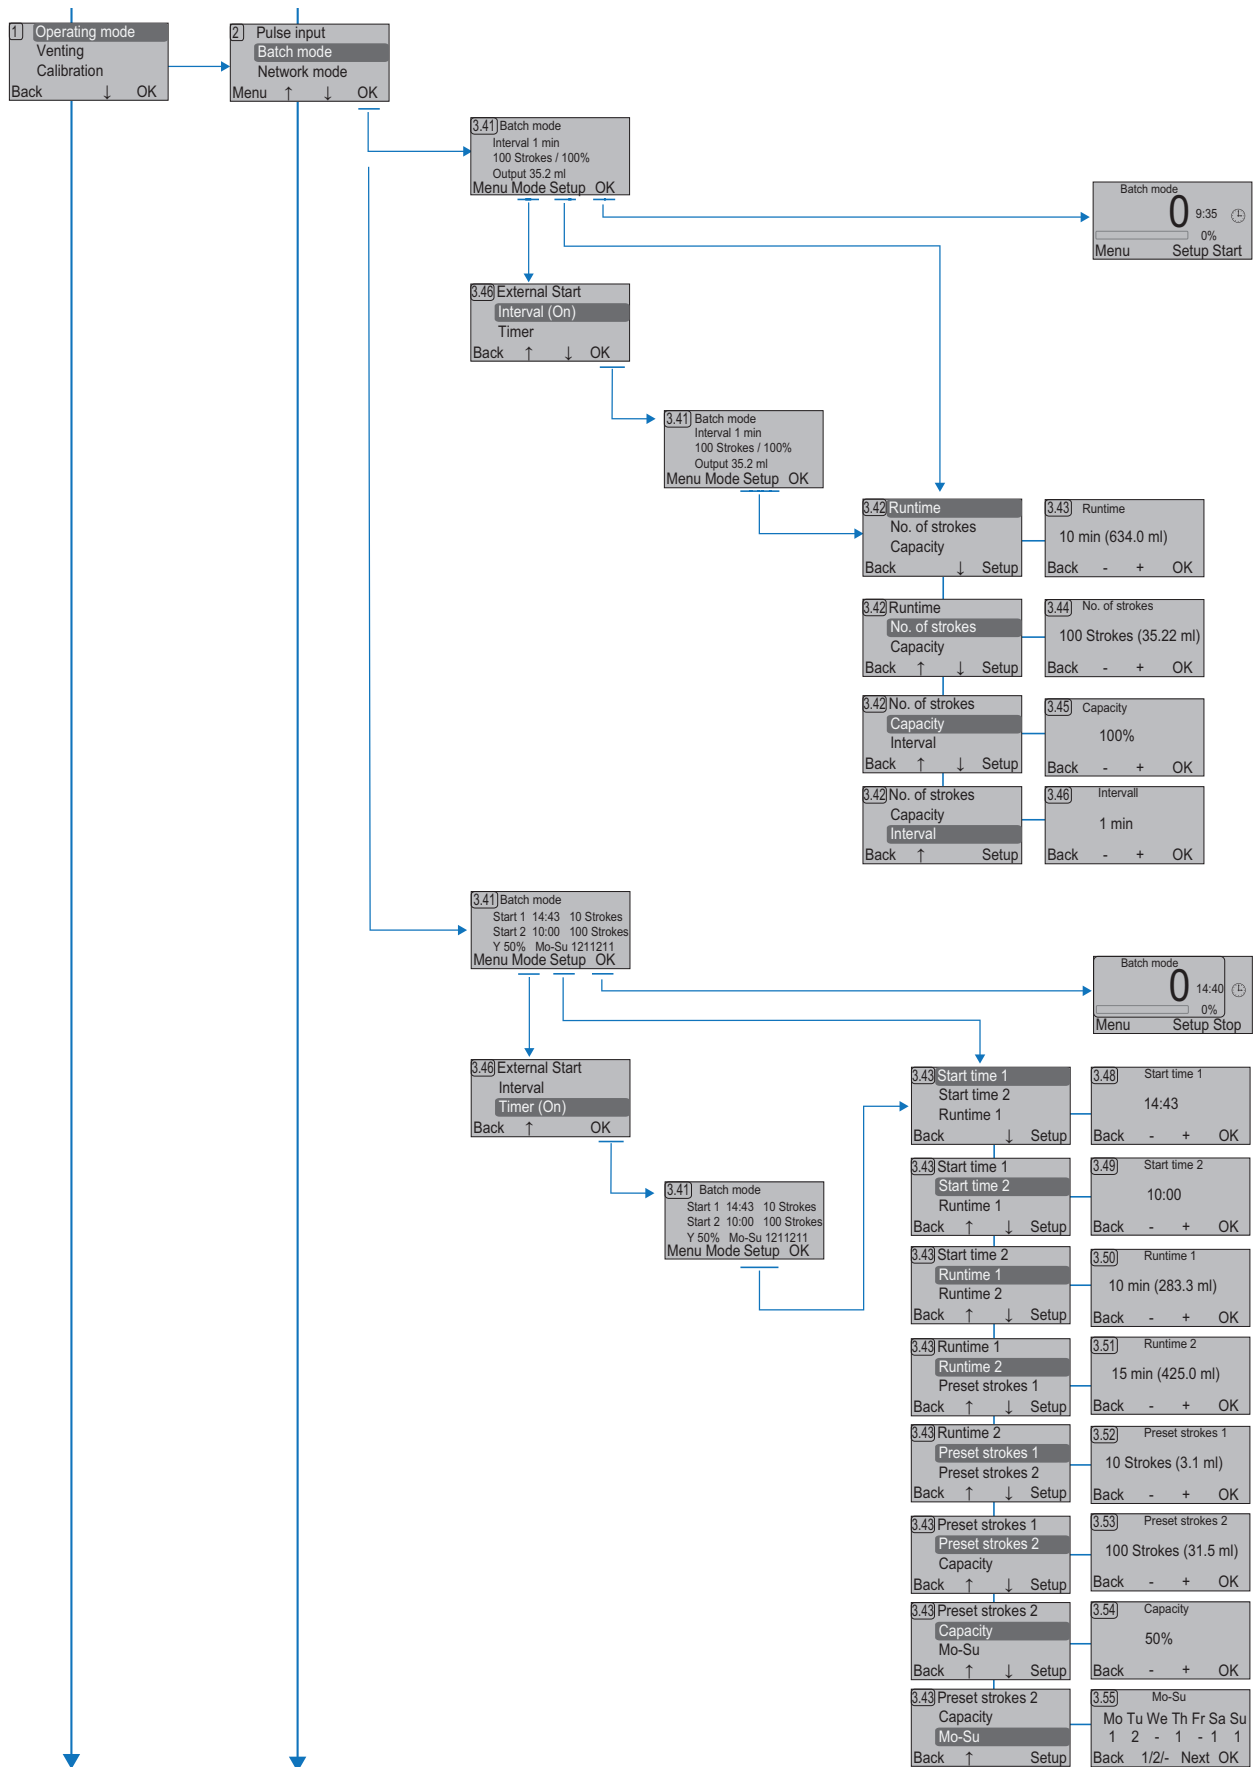 1 Operating mode
Venting
Calibration
Back ↓ OK
2 Pulse input
Batch mode
Network mode
Menu ↑ ↓ OK
3.41 Batch mode
Interval 1 min
100 Strokes / 100%
Output 35.2 ml
Menu Mode Setup OK
Batch mode
0 9:35
0%
Menu Setup Start
3.46 External Start
Interval (On)
Timer
Back ↑ ↓ OK
3.41 Batch mode
Interval 1 min
100 Strokes / 100%
Output 35.2 ml
Menu Mode Setup OK
3.42 Runtime
No. of strokes
Capacity
Back ↓ Setup
3.43 Runtime
10 min (634.0 ml)
Back - + OK
3.42 Runtime
No. of strokes
Capacity
Back ↑ ↓ Setup
3.44 No. of strokes
100 Strokes (35.22 ml)
Back - + OK
3.42 No. of strokes
Capacity
Interval
Back ↑ ↓ Setup
3.45 Capacity
100%
Back - + OK
3.42 No. of strokes
Capacity
Interval
Back ↑ Setup
3.46 Intervall
1 min
Back - + OK
3.41 Batch mode
Start 1 14:43 10 Strokes
Start 2 10:00 100 Strokes
Y 50% Mo-Su 1211211
Menu Mode Setup OK
Batch mode
0 14:40
0%
Menu Setup Stop
3.46 External Start
Interval
Timer (On)
Back ↑ OK
3.41 Batch mode
Start 1 14:43 10 Strokes
Start 2 10:00 100 Strokes
Y 50% Mo-Su 1211211
Menu Mode Setup OK
3.43 Start time 1
Start time 2
Runtime 1
Back ↓ Setup
3.48 Start time 1
14:43
Back - + OK
3.43 Start time 1
Start time 2
Runtime 1
Back ↑ ↓ Setup
3.49 Start time 2
10:00
Back - + OK
3.43 Start time 2
Runtime 1
Runtime 2
Back ↑ ↓ Setup
3.50 Runtime 1
10 min (283.3 ml)
Back - + OK
3.43 Runtime 1
Runtime 2
Preset strokes 1
Back ↑ ↓ Setup
3.51 Runtime 2
15 min (425.0 ml)
Back - + OK
3.43 Runtime 2
Preset strokes 1
Preset strokes 2
Back ↑ ↓ Setup
3.52 Preset strokes 1
10 Strokes (3.1 ml)
Back - + OK
3.43 Preset strokes 1
Preset strokes 2
Capacity
Back ↑ ↓ Setup
3.53 Preset strokes 2
100 Strokes (31.5 ml)
Back - + OK
3.43 Preset strokes 2
Capacity
Mo-Su
Back ↑ ↓ Setup
3.54 Capacity
50%
Back - + OK
3.43 Preset strokes 2
Capacity
Mo-Su
Back ↑ Setup
3.55 Mo-Su
Mo Tu We Th Fr Sa Su
1 2 - 1 - 1 1
Back 1/2/- Next OK